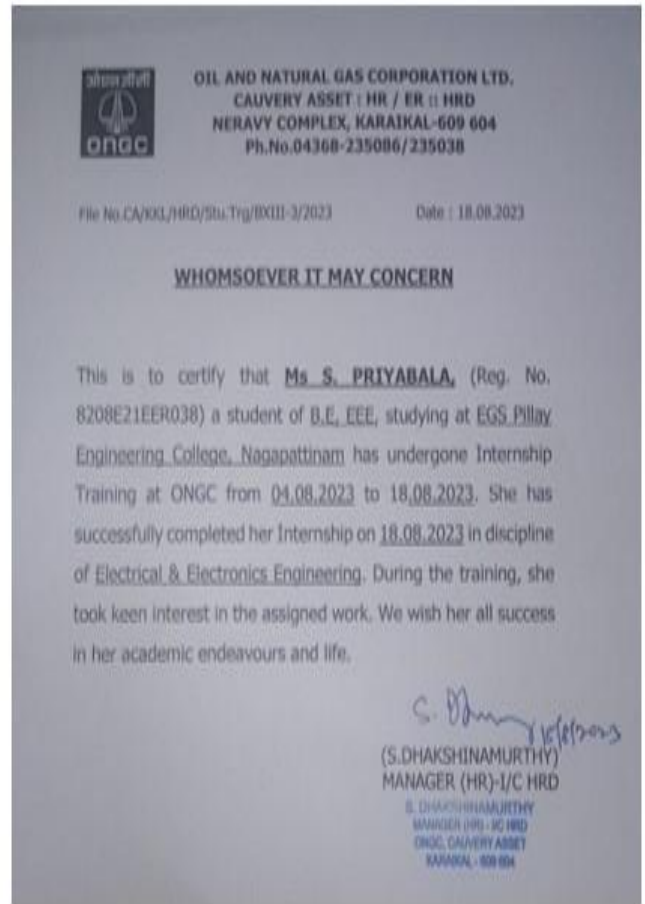 ओएनजीसी
ONGC
OIL AND NATURAL GAS CORPORATION LTD.
CAUVERY ASSET : HR / ER :: HRD
NERAVY COMPLEX, KARAIKAL-609 604
Ph.No.04368-235086/235038
File No.CA/KKL/HRD/Stu.Trg/BXIII-3/2023 Date : 18.08.2023
WHOMSOEVER IT MAY CONCERN
This is to certify that Ms S. PRIYABALA, (Reg. No.
8208E21EER038) a student of B.E, EEE, studying at EGS Pillay
Engineering College, Nagapattinam has undergone Internship
Training at ONGC from 04.08.2023 to 18.08.2023. She has
successfully completed her Internship on 18.08.2023 in discipline
of Electrical & Electronics Engineering. During the training, she
took keen interest in the assigned work. We wish her all success
in her academic endeavours and life.
(S.DHAKSHINAMURTHY)
MANAGER (HR)-I/C HRD
S. DHAKSHINAMURTHY
MANAGER (HR) - I/C HRD
ONGC, CAUVERY ASSET
KARAIKAL - 609 604